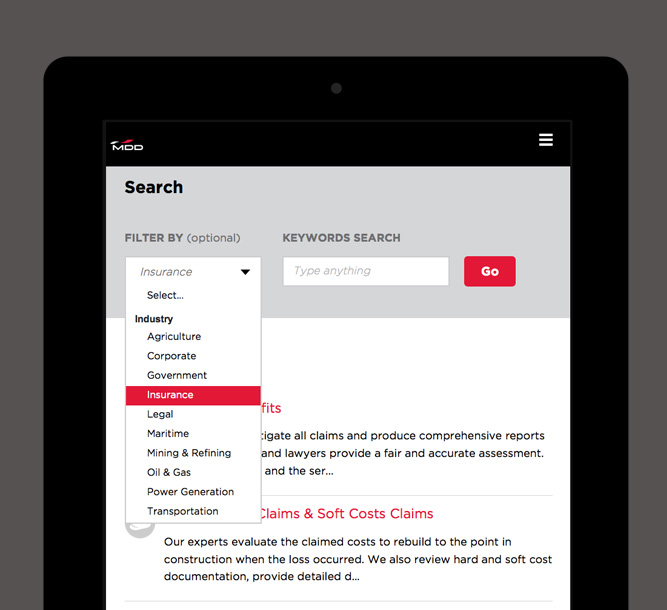 MDD
Search
FILTER BY (optional)
KEYWORDS SEARCH
Insurance
Type anything
Go
Select...
Industry
Agriculture
Corporate
Government
Insurance
Legal
Maritime
Mining & Refining
Oil & Gas
Power Generation
Transportation
fits
tigate all claims and produce comprehensive reports
and lawyers provide a fair and accurate assessment.
and the ser...
Claims & Soft Costs Claims
Our experts evaluate the claimed costs to rebuild to the point in
construction when the loss occurred. We also review hard and soft cost
documentation, provide detailed d...